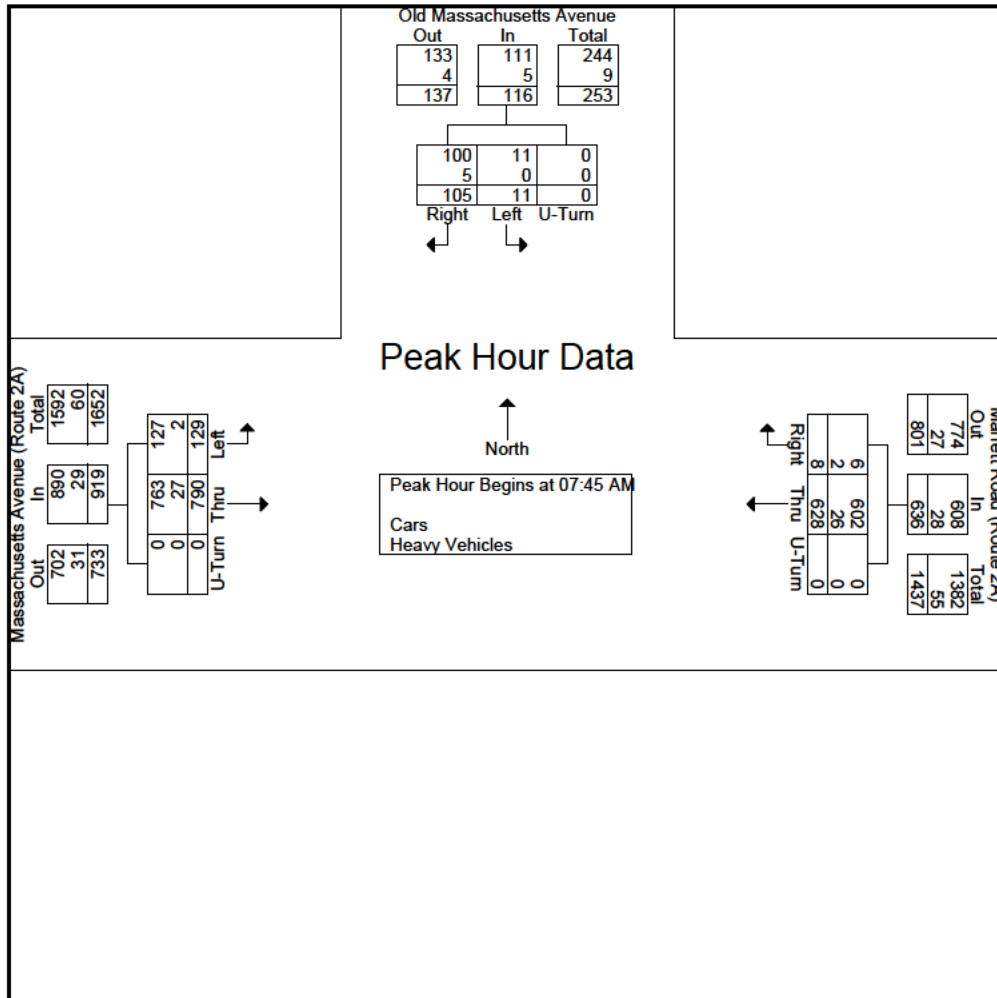 Old Massachusetts Avenue
Out In Total
133 111 244
4 5 9
137 116 253
100 11 0
5 0 0
105 11 0
Right Left U-Turn
Peak Hour Data
North
Peak Hour Begins at 07:45 AM
Cars
Heavy Vehicles
Massachusetts Avenue (Route 2A)
Out In Total
702 890 1592
31 29 60
733 919 1652
127 763 0
2 27 0
129 790 0
Left Thru U-Turn
Marrett Road (Route 2A)
Out In Total
774 608 1382
27 28 55
801 636 1437
6 602 0
2 26 0
8 628 0
Right Thru U-Turn